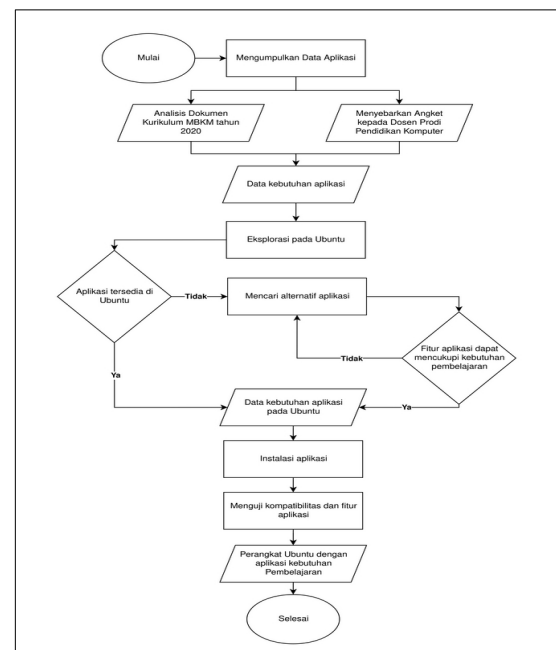 Mulai
Mengumpulkan Data Aplikasi
Analisis Dokumen
Kurikulum MBKM tahun
2020
Menyebarkan Angket
kepada Dosen Prodi
Pendidikan Komputer
Data kebutuhan aplikasi
Eksplorasi pada Ubuntu
Aplikasi tersedia di
Ubuntu
Tidak
Mencari alternatif aplikasi
Fitur aplikasi dapat
mencukupi kebutuhan
pembelajaran
Tidak
Ya
Data kebutuhan aplikasi
pada Ubuntu
Ya
Instalasi aplikasi
Menguji kompatibilitas dan fitur
aplikasi
Perangkat Ubuntu dengan
aplikasi kebutuhan
Pembelajaran
Selesai